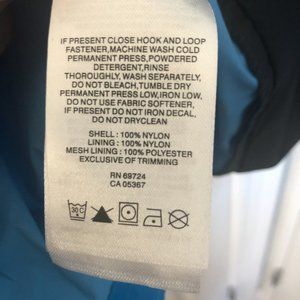 IF PRESENT CLOSE HOOK AND LOOP
FASTENER,MACHINE WASH COLD
PERMANENT PRESS,POWDERED
DETERGENT,RINSE
THOROUGHLY, WASH SEPARATELY,
DO NOT BLEACH,TUMBLE DRY
PERMANENT PRESS LOW,IRON LOW,
DO NOT USE FABRIC SOFTENER,
IF PRESENT DO NOT IRON DECAL,
DO NOT DRYCLEAN
SHELL : 100% NYLON
LINING : 100% NYLON
MESH LINING : 100% POLYESTER
EXCLUSIVE OF TRIMMING
RN 69724
CA 05367
30 C